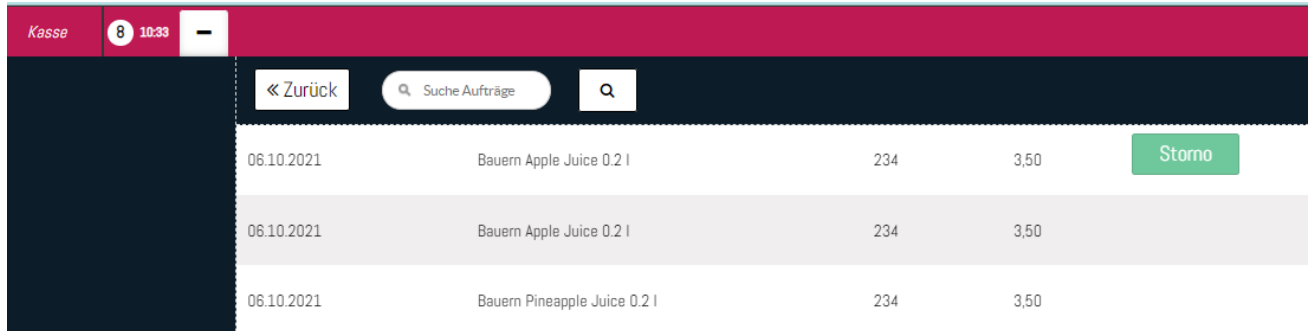 Kasse 8 10:33
Zurück Suche Aufträge
06.10.2021 Bauern Apple Juice 0.2 l 234 3,50 Storno
06.10.2021 Bauern Apple Juice 0.2 l 234 3,50
06.10.2021 Bauern Pineapple Juice 0.2 l 234 3,50